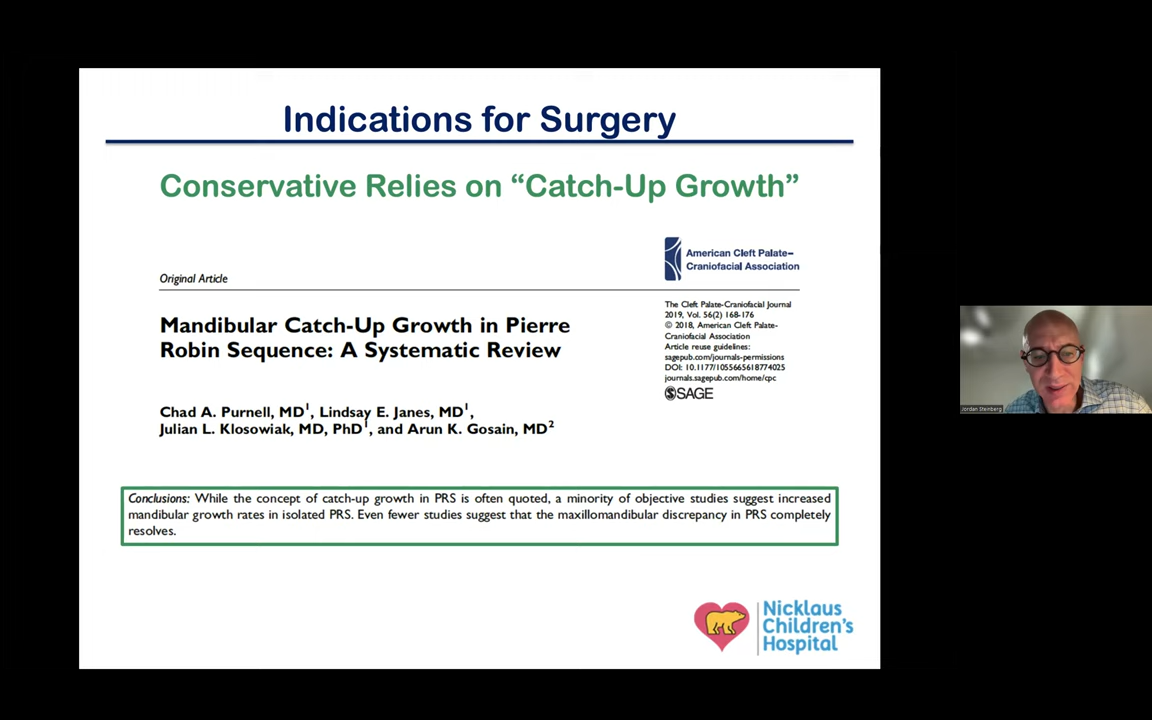 Indications for Surgery
Conservative Relies on “Catch-Up Growth”
American Cleft Palate–
Craniofacial Association
Original Article
The Cleft Palate-Craniofacial Journal
2019, Vol. 56(2) 168-176
© 2018, American Cleft Palate-
Craniofacial Association
Article reuse guidelines:
sagepub.com/journals-permissions
DOI: 10.1177/1055665618774025
journals.sagepub.com/home/cpc
SAGE
Mandibular Catch-Up Growth in Pierre
Robin Sequence: A Systematic Review
Chad A. Purnell, MD1, Lindsay E. Janes, MD1,
Julian L. Klosowiak, MD, PhD1, and Arun K. Gosain, MD2
Conclusions: While the concept of catch-up growth in PRS is often quoted, a minority of objective studies suggest increased
mandibular growth rates in isolated PRS. Even fewer studies suggest that the maxillomandibular discrepancy in PRS completely
resolves.
Nicklaus
Children's
Hospital
Jordan Steinberg